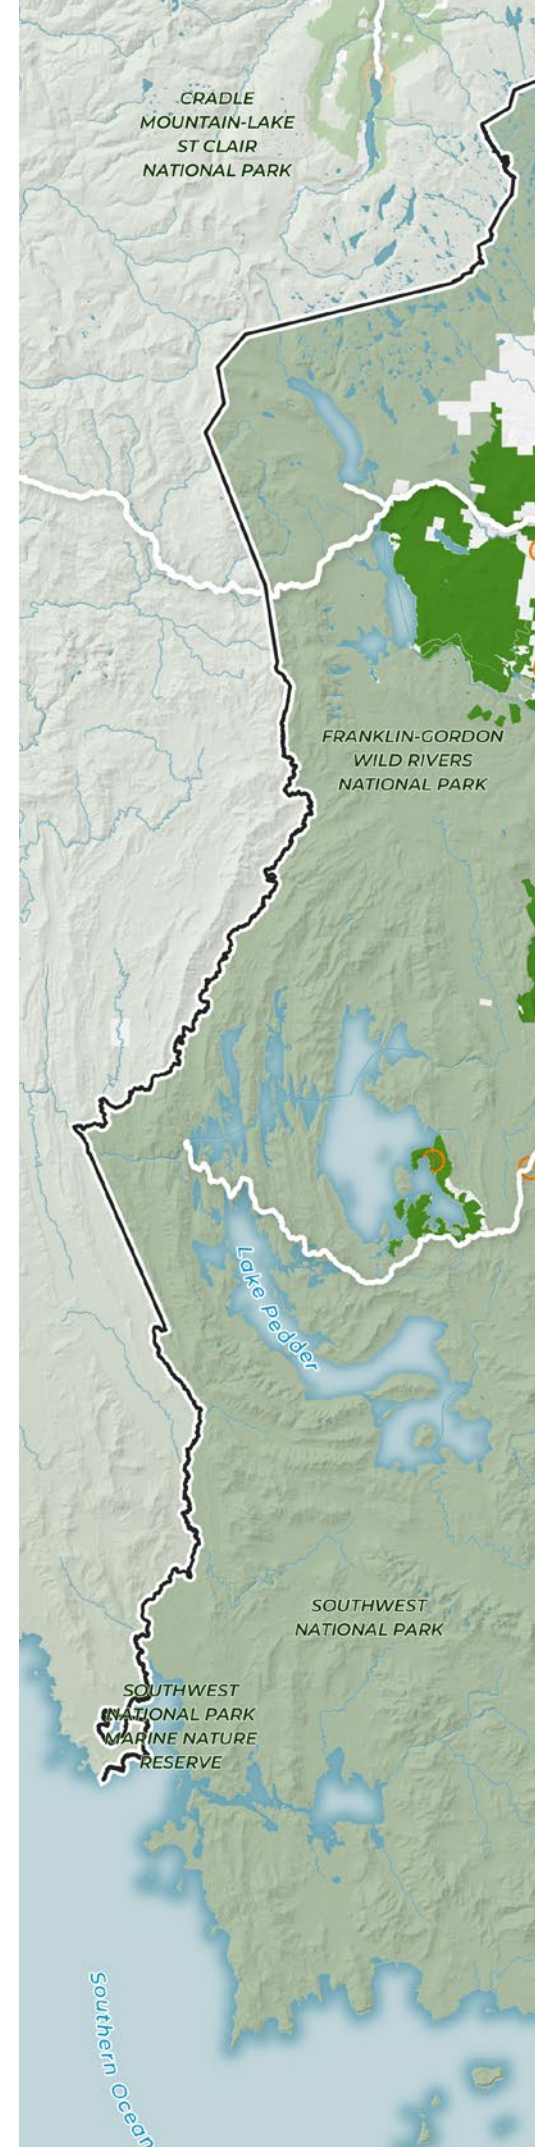 CRADLE
MOUNTAIN-LAKE
ST CLAIR
NATIONAL PARK
FRANKLIN-GORDON
WILD RIVERS
NATIONAL PARK
Lake Pedder
SOUTHWEST
NATIONAL PARK
SOUTHWEST
NATIONAL PARK
MARINE NATURE
RESERVE
Southern Ocean